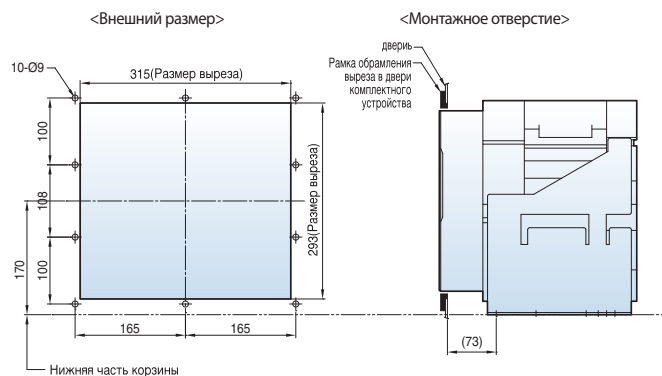 <Внешний размер>
<Монтажное отверстие>
10-Ø9
315(Размер выреза)
100
108
100
170
293(Размер выреза)
165
165
Нижняя часть корзины
двериь
Рамка обрамления
выреза в двери
комплектного
устройства
(73)